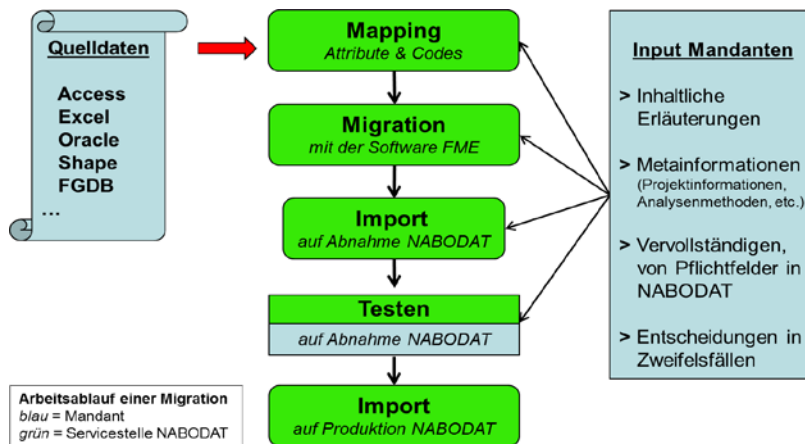 Quelldaten
Access
Excel
Oracle
Shape
FGDB
...
Mapping
Attribute & Codes
Migration
mit der Software FME
Import
auf Abnahme NABODAT
Testen
auf Abnahme NABODAT
Import
auf Produktion NABODAT
Input Mandanten
> Inhaltliche
Erläuterungen
> Metainformationen
(Projektinformationen,
Analysenmethoden, etc.)
> Vervollständigen,
von Pflichtfelder in
NABODAT
> Entscheidungen in
Zweifelsfällen
Arbeitsablauf einer Migration
blau = Mandant
grün = Servicestelle NABODAT